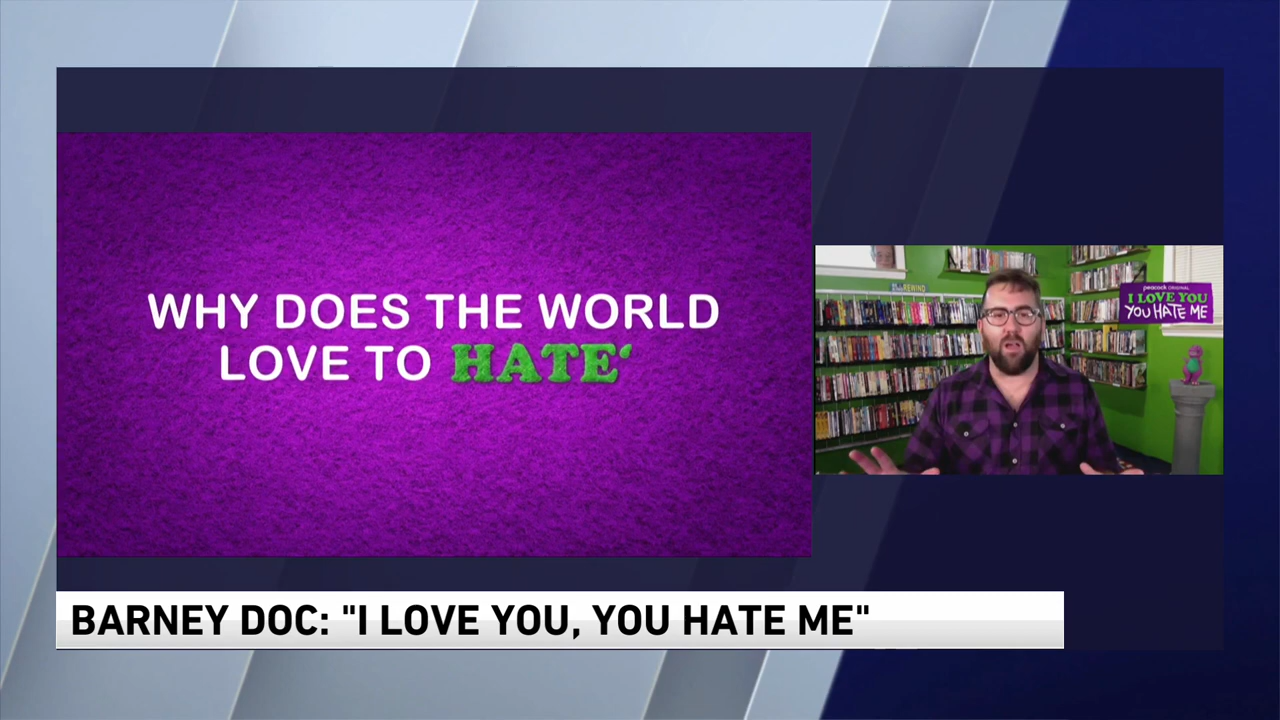 WHY DOES THE WORLD
LOVE TO HATE'
REWIND
peacock ORIGINAL
I LOVE YOU
YOU HATE ME
BARNEY DOC: "I LOVE YOU, YOU HATE ME"